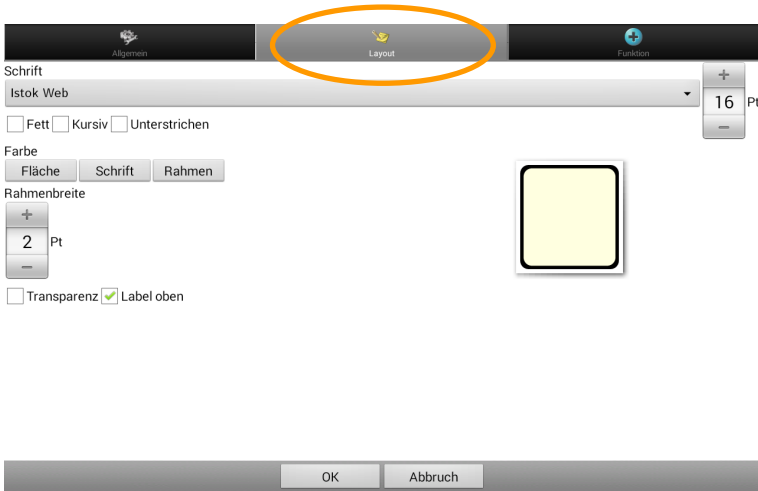 Allgemein
Layout
Funktion
Schrift
Istok Web
16 Pt
Fett Kursiv Unterstrichen
Farbe
Fläche Schrift Rahmen
Rahmenbreite
2 Pt
Transparenz Label oben
OK Abbruch